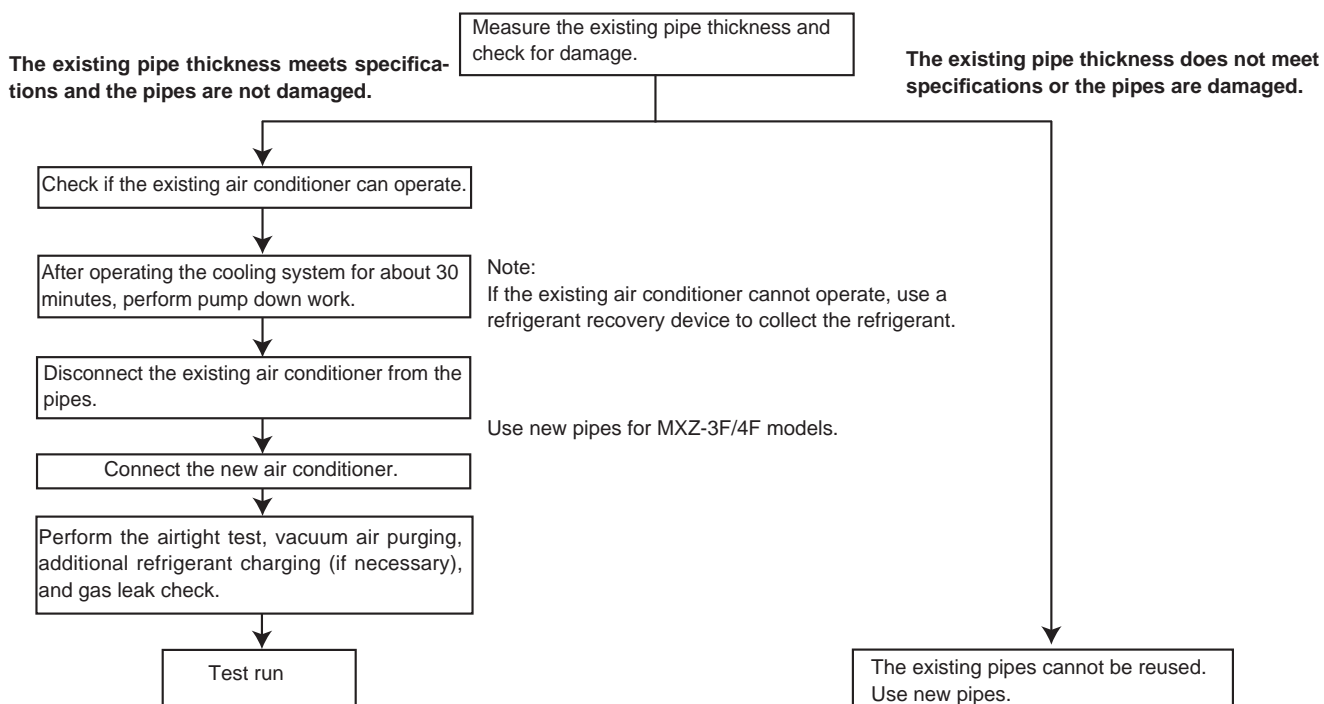 Measure the existing pipe thickness and
check for damage.
The existing pipe thickness meets specifica-
tions and the pipes are not damaged.
The existing pipe thickness does not meet
specifications or the pipes are damaged.
Check if the existing air conditioner can operate.
After operating the cooling system for about 30
minutes, perform pump down work.
Note:
If the existing air conditioner cannot operate, use a
refrigerant recovery device to collect the refrigerant.
Disconnect the existing air conditioner from the
pipes.
Use new pipes for MXZ-3F/4F models.
Connect the new air conditioner.
Perform the airtight test, vacuum air purging,
additional refrigerant charging (if necessary),
and gas leak check.
Test run
The existing pipes cannot be reused.
Use new pipes.